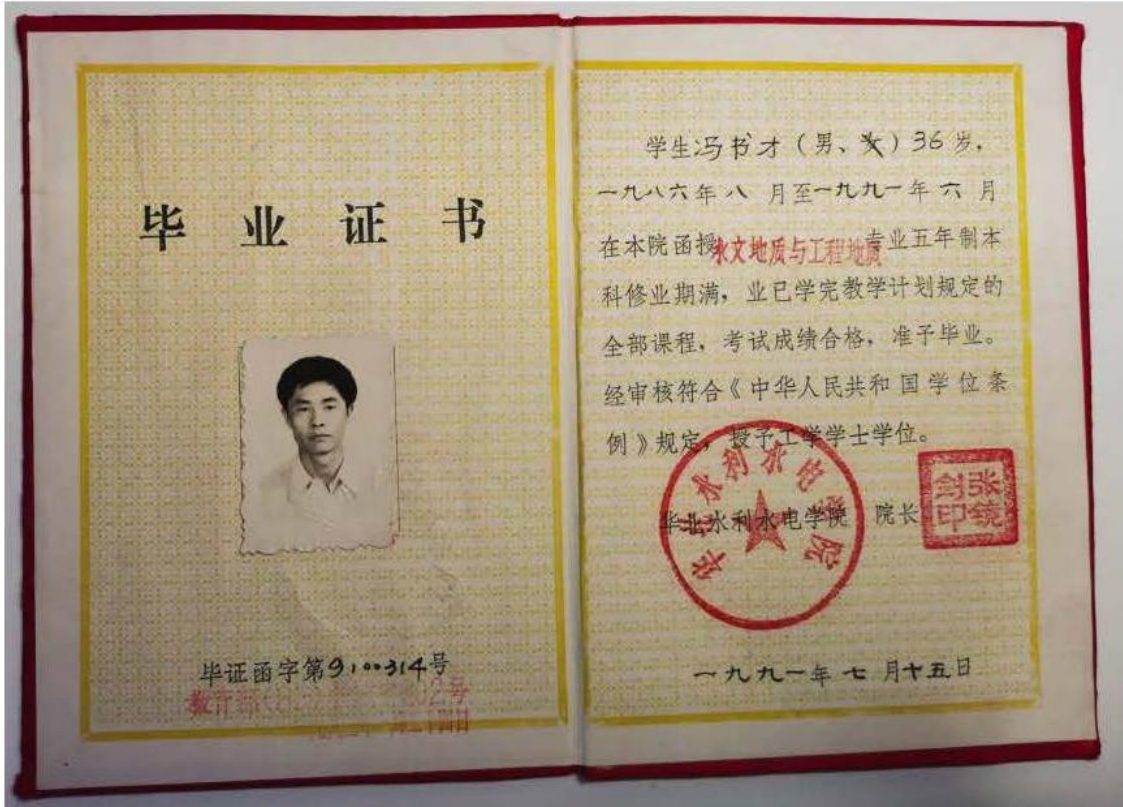 毕业证书
毕证函字第9100314号
学生冯书才（男、女）36岁，
一九八六年八月至一九九一年六月
在本院函授水文地质与工程地质专业五年制本
科修业期满，业已学完教学计划规定的
全部课程，考试成绩合格，准予毕业。
经审核符合《中华人民共和国学位条
例》规定，授予工学学士学位。
华北水利水电学院 院长
华北水利水电学院
张镜剑印
一九九一年七月十五日